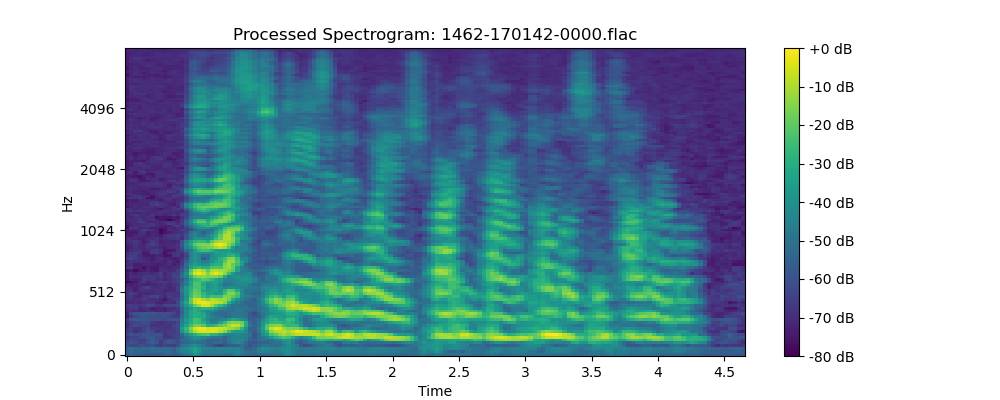 Processed Spectrogram: 1462-170142-0000.flac
Hz
4096
2048
1024
512
0
0 0.5 1 1.5 2 2.5 3 3.5 4 4.5
Time
+0 dB
-10 dB
-20 dB
-30 dB
-40 dB
-50 dB
-60 dB
-70 dB
-80 dB